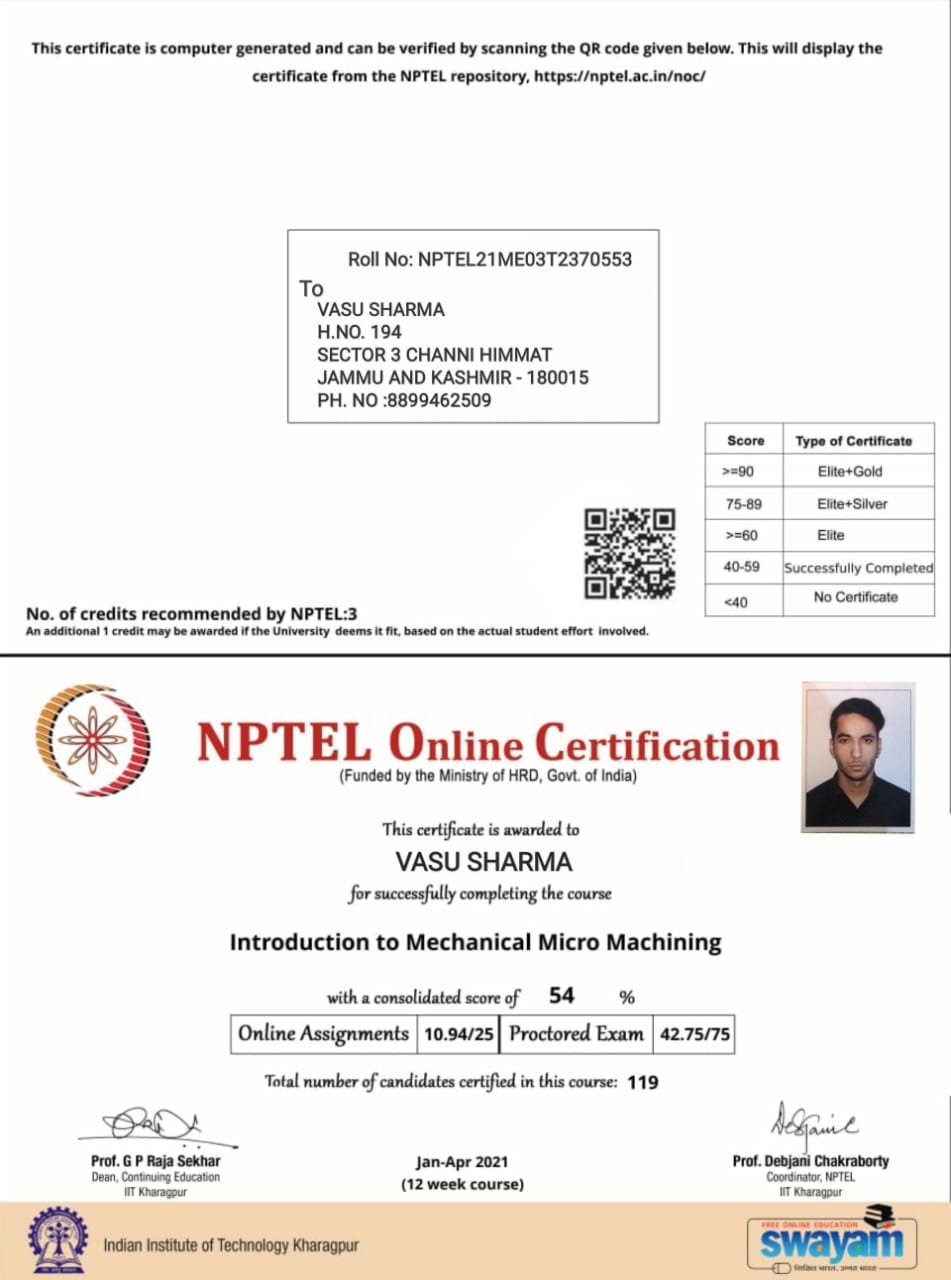 This certificate is computer generated and can be verified by scanning the QR code given below. This will display the
certificate from the NPTEL repository, https://nptel.ac.in/noc/
Roll No: NPTEL21ME03T2370553
To
VASU SHARMA
H.NO. 194
SECTOR 3 CHANNI HIMMAT
JAMMU AND KASHMIR - 180015
PH. NO :8899462509
Score Type of Certificate
>=90 Elite+Gold
75-89 Elite+Silver
>=60 Elite
40-59 Successfully Completed
<40 No Certificate
No. of credits recommended by NPTEL:3
An additional 1 credit may be awarded if the University deems it fit, based on the actual student effort involved.
NPTEL Online Certification
(Funded by the Ministry of HRD, Govt. of India)
This certificate is awarded to
VASU SHARMA
for successfully completing the course
Introduction to Mechanical Micro Machining
with a consolidated score of 54 %
Online Assignments 10.94/25 Proctored Exam 42.75/75
Total number of candidates certified in this course: 119
Prof. G P Raja Sekhar
Dean, Continuing Education
IIT Kharagpur
Jan-Apr 2021
(12 week course)
Prof. Debjani Chakraborty
Coordinator, NPTEL
IIT Kharagpur
Indian Institute of Technology Kharagpur
FREE ONLINE EDUCATION
swayam
शिक्षित भारत, उन्नत भारत